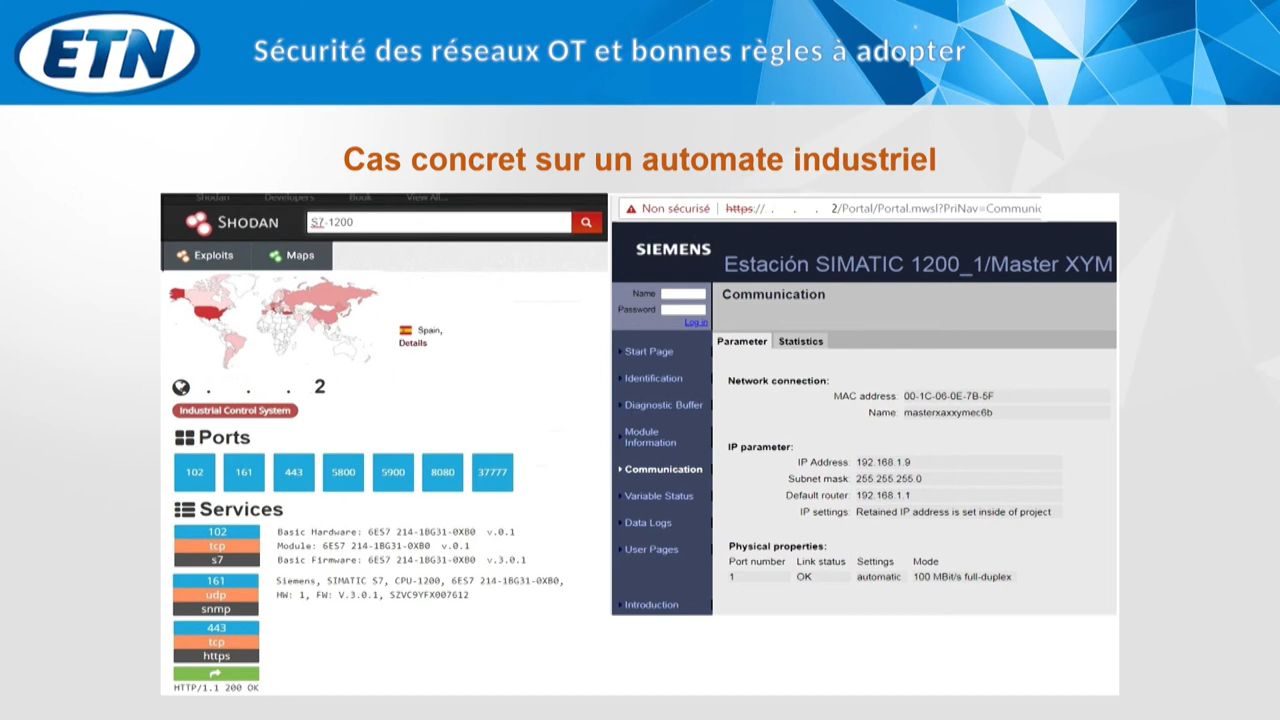 ETN
Sécurité des réseaux OT et bonnes règles à adopter
Cas concret sur un automate industriel
Shodan Developers Book View All...
SHODAN
S7-1200
Exploits
Maps
Spain,
Details
. . . 2
Industrial Control System
Ports
102 161 443 5800 5900 8080 37777
Services
102
tcp
s7
Basic Hardware: 6ES7 214-1BG31-0XB0 v.0.1
Module: 6ES7 214-1BG31-0XB0 v.0.1
Basic Firmware: 6ES7 214-1BG31-0XB0 v.3.0.1
161
udp
snmp
Siemens, SIMATIC S7, CPU-1200, 6ES7 214-1BG31-0XB0,
HW: 1, FW: V.3.0.1, SZVC9YFX007612
443
tcp
https
HTTP/1.1 200 OK
Non sécurisé | https:// . . . 2/Portal/Portal.mwsl?PriNav=Communic
SIEMENS
Estación SIMATIC 1200_1/Master XYM
Name
Password
Log in
Start Page
Identification
Diagnostic Buffer
Module
Information
Communication
Variable Status
Data Logs
User Pages
Introduction
Communication
Parameter Statistics
Network connection:
MAC address: 00-1C-06-0E-7B-5F
Name: masterxaxxymec6b
IP parameter:
IP Address: 192.168.1.9
Subnet mask: 255.255.255.0
Default router: 192.168.1.1
IP settings: Retained IP address is set inside of project
Physical properties:
Port number Link status Settings Mode
1 OK automatic 100 MBit/s full-duplex